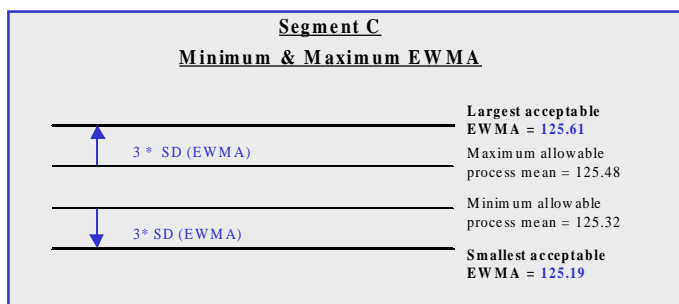 Segment C
Minimum & Maximum EWMA
Largest acceptable
EWMA = 125.61
3 * SD (EWMA)
Maximum allowable
process mean = 125.48
Minimum allowable
process mean = 125.32
3* SD (EWMA)
Smallest acceptable
EWMA = 125.19